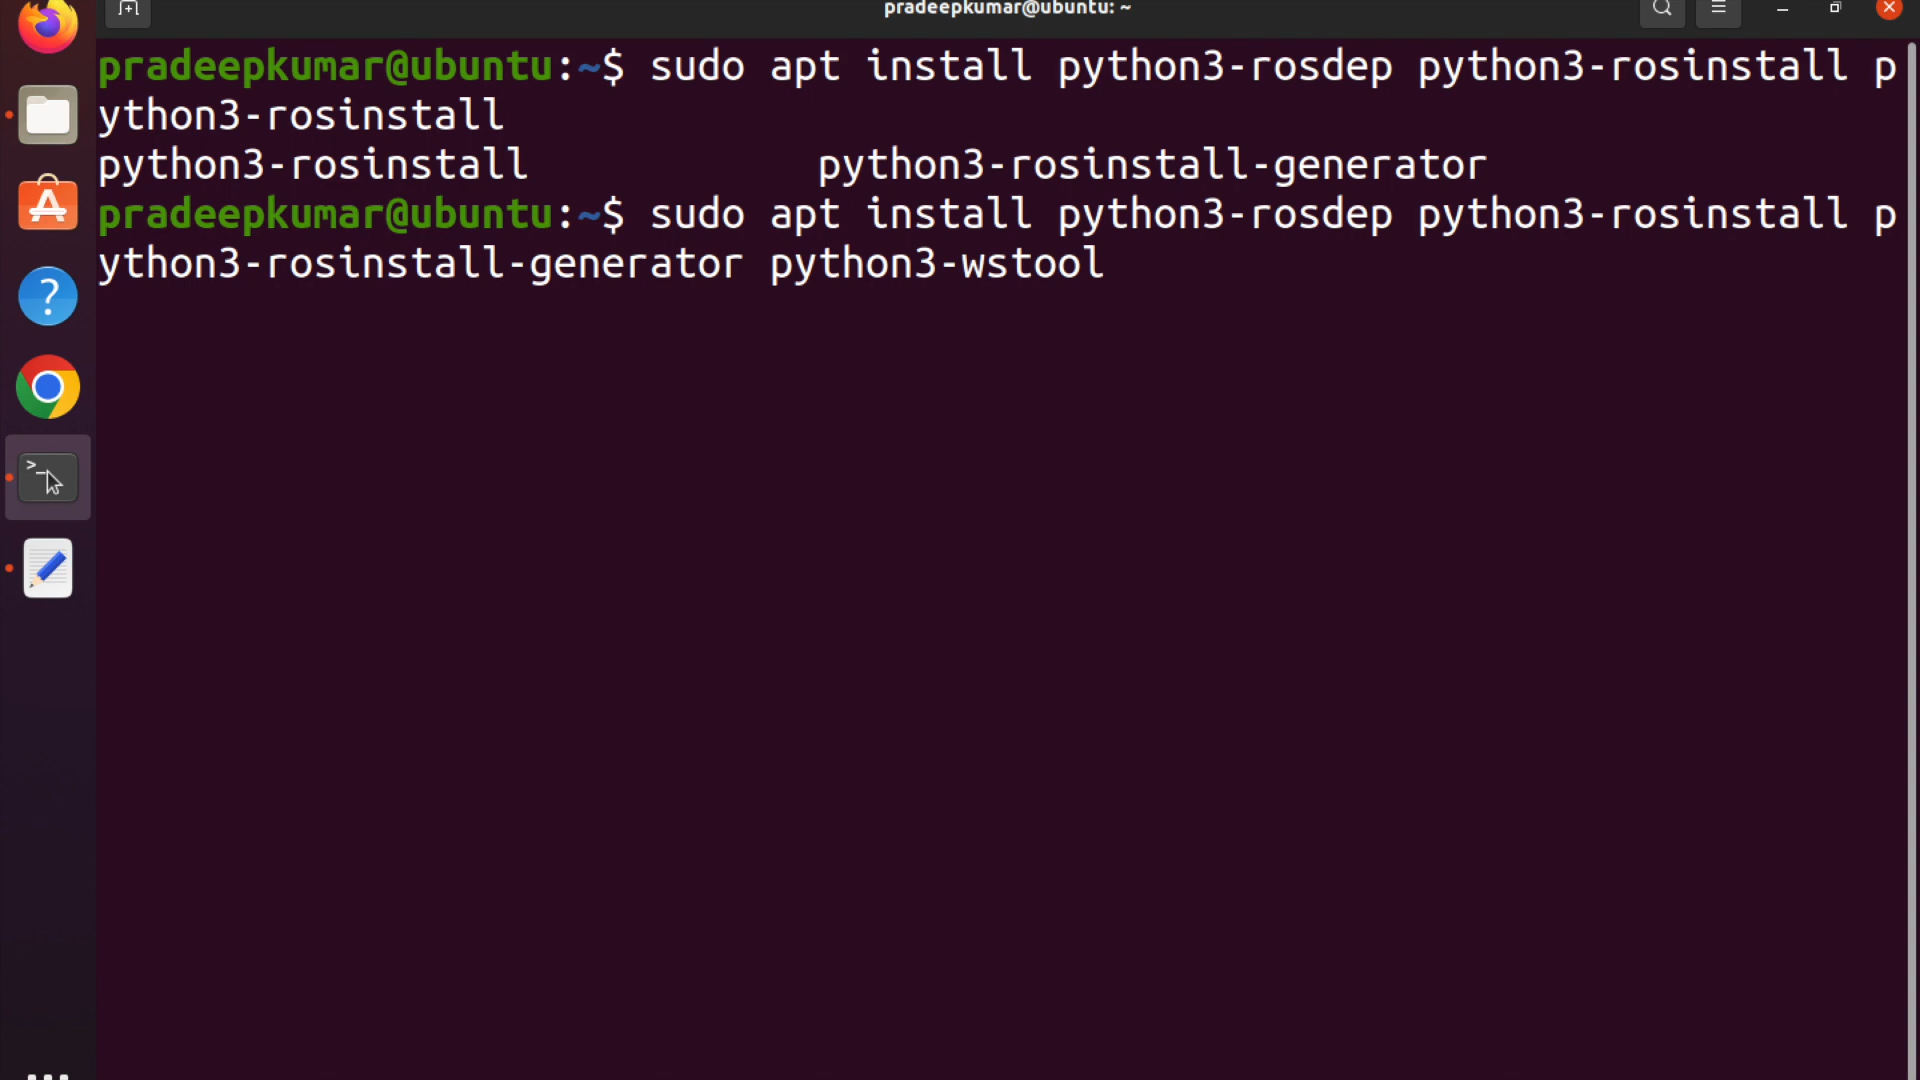 pradeepkumar@ubuntu: ~
pradeepkumar@ubuntu:~$ sudo apt install python3-rosdep python3-rosinstall p
ython3-rosinstall
python3-rosinstall            python3-rosinstall-generator
pradeepkumar@ubuntu:~$ sudo apt install python3-rosdep python3-rosinstall p
ython3-rosinstall-generator python3-wstool